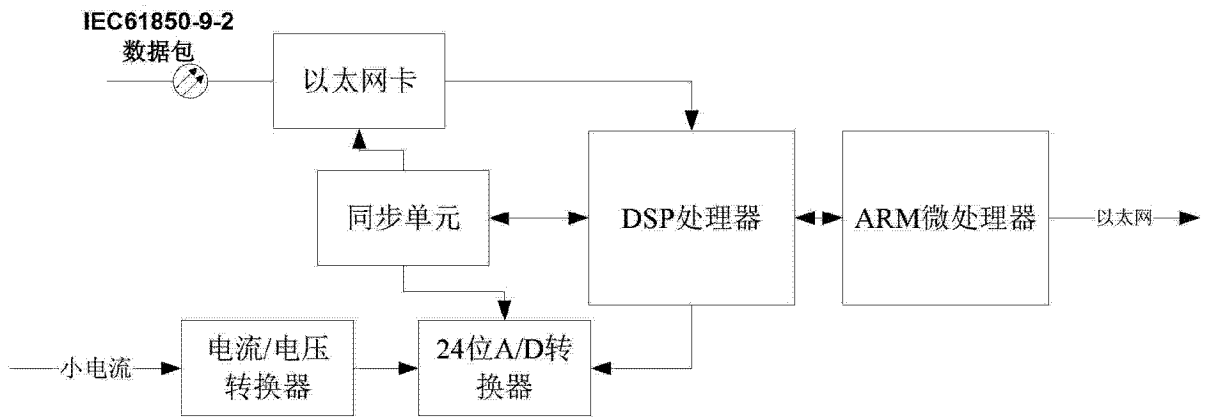 IEC61850-9-2
数据包
以太网卡
同步单元
DSP处理器
ARM微处理器
以太网
小电流
电流/电压
转换器
24位A/D转
换器